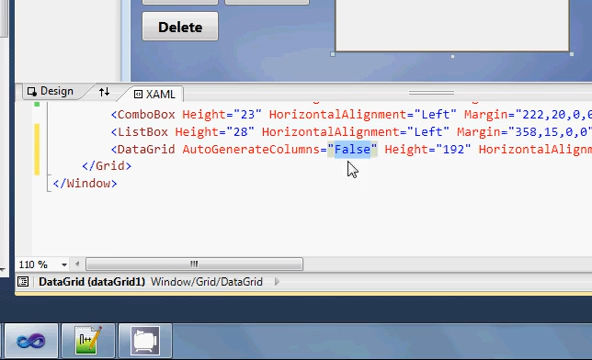 Delete
Design
XAML
<ComboBox Height="23" HorizontalAlignment="Left" Margin="222,20,0,0
<ListBox Height="28" HorizontalAlignment="Left" Margin="358,15,0,0"
<DataGrid AutoGenerateColumns="False" Height="192" HorizontalAlignm
</Grid>
</Window>
110 %
DataGrid (dataGrid1) Window/Grid/DataGrid